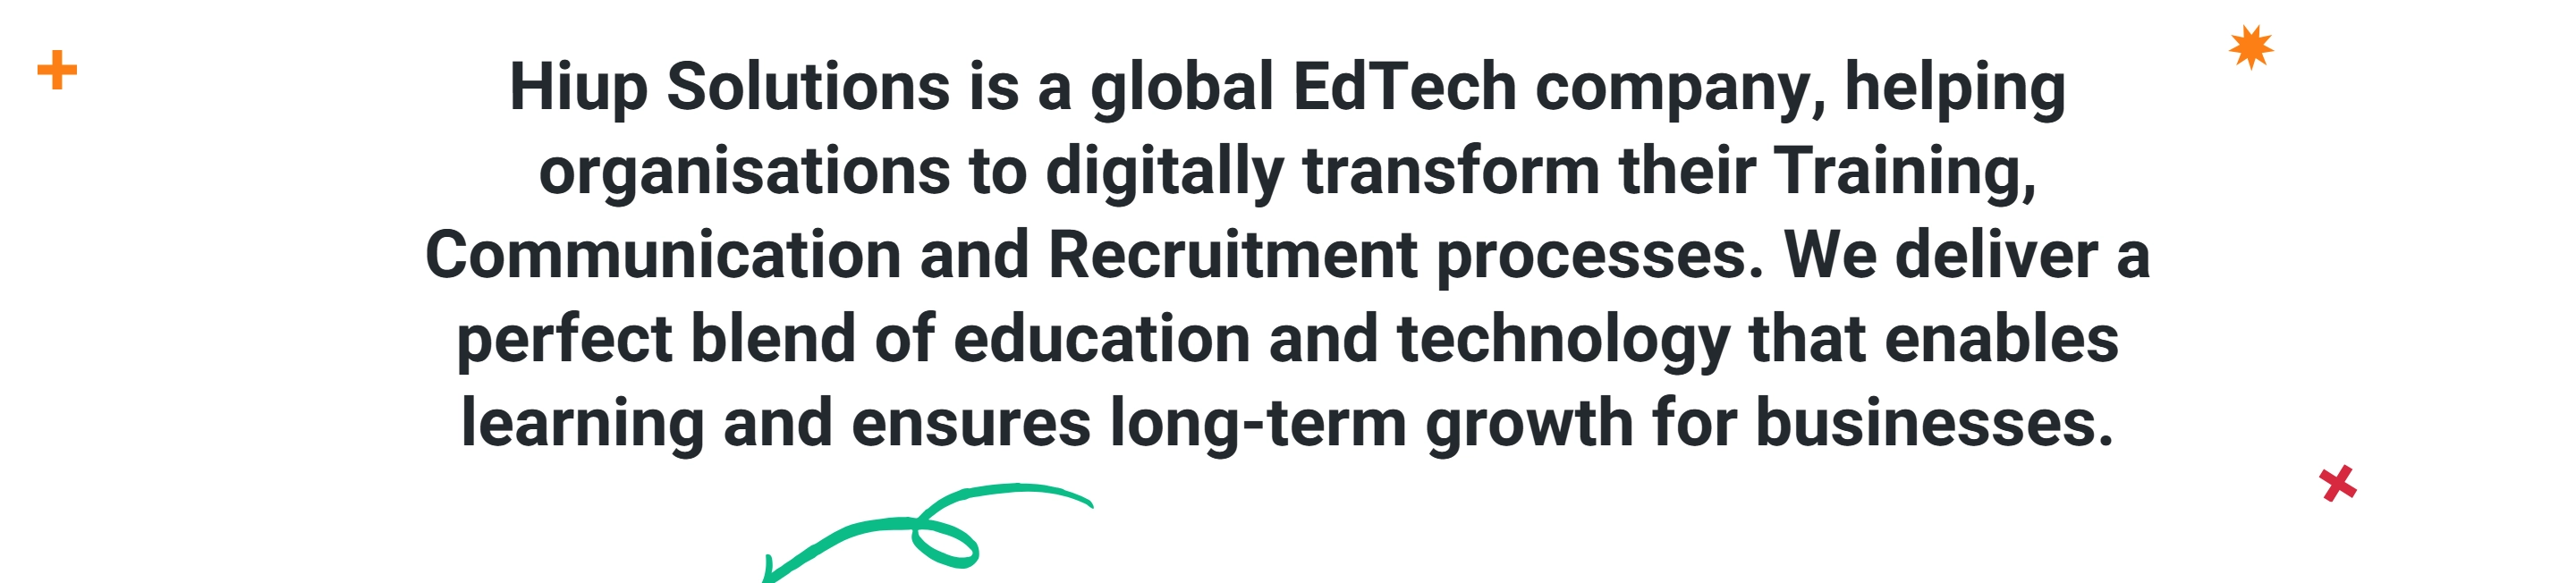 Hiup Solutions is a global EdTech company, helping
organisations to digitally transform their Training,
Communication and Recruitment processes. We deliver a
perfect blend of education and technology that enables
learning and ensures long-term growth for businesses.